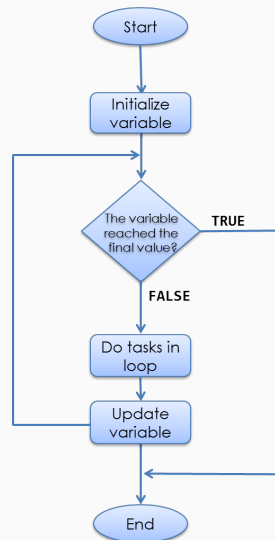 Start
Initialize
variable
The variable
reached the
final value?
TRUE
FALSE
Do tasks in
loop
Update
variable
End